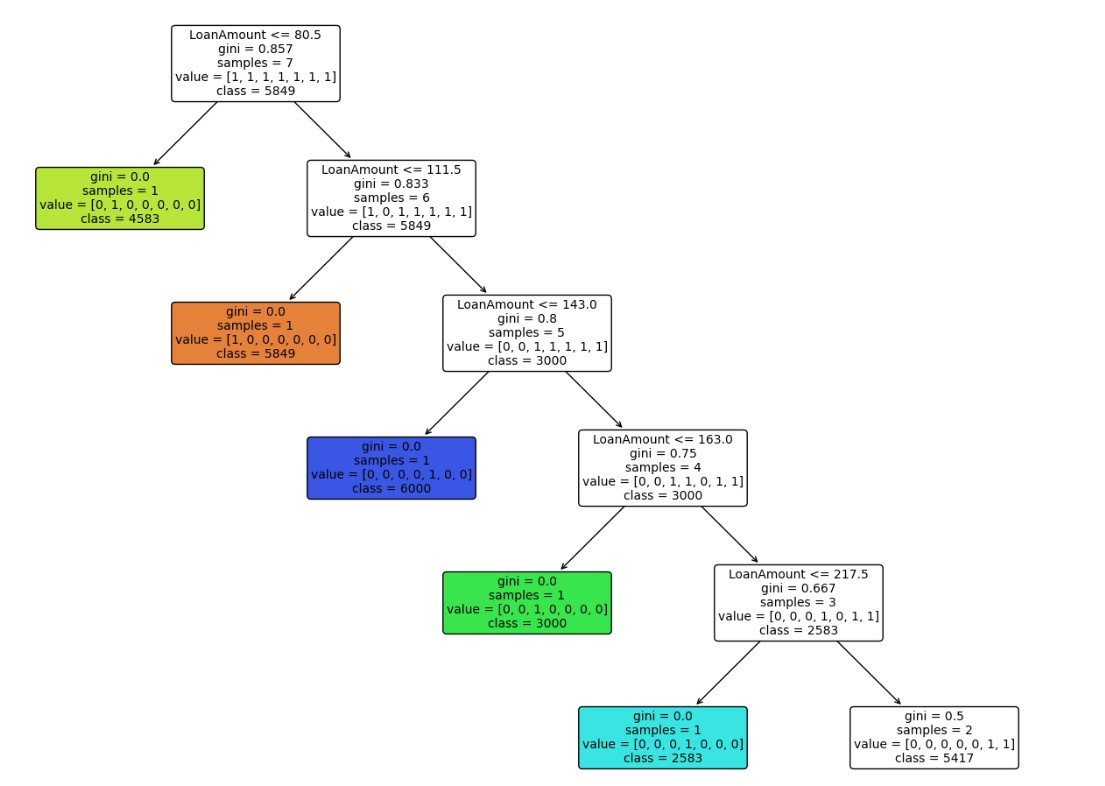 LoanAmount <= 80.5
gini = 0.857
samples = 7
value = [1, 1, 1, 1, 1, 1, 1]
class = 5849
gini = 0.0
samples = 1
value = [0, 1, 0, 0, 0, 0, 0]
class = 4583
LoanAmount <= 111.5
gini = 0.833
samples = 6
value = [1, 0, 1, 1, 1, 1, 1]
class = 5849
gini = 0.0
samples = 1
value = [1, 0, 0, 0, 0, 0, 0]
class = 5849
LoanAmount <= 143.0
gini = 0.8
samples = 5
value = [0, 0, 1, 1, 1, 1, 1]
class = 3000
gini = 0.0
samples = 1
value = [0, 0, 0, 0, 1, 0, 0]
class = 6000
LoanAmount <= 163.0
gini = 0.75
samples = 4
value = [0, 0, 1, 1, 0, 1, 1]
class = 3000
gini = 0.0
samples = 1
value = [0, 0, 1, 0, 0, 0, 0]
class = 3000
LoanAmount <= 217.5
gini = 0.667
samples = 3
value = [0, 0, 0, 1, 0, 1, 1]
class = 2583
gini = 0.0
samples = 1
value = [0, 0, 0, 1, 0, 0, 0]
class = 2583
gini = 0.5
samples = 2
value = [0, 0, 0, 0, 0, 1, 1]
class = 5417